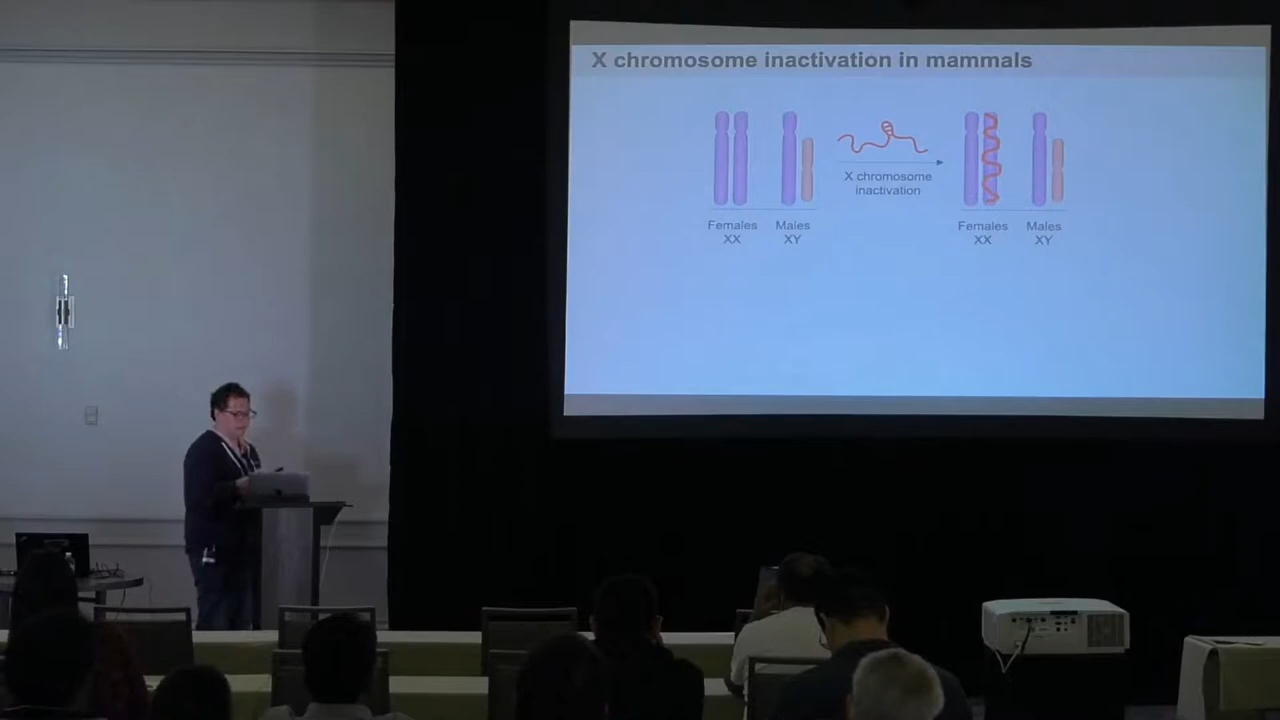 X chromosome inactivation in mammals
X chromosome
inactivation
Females
XX
Males
XY
Females
XX
Males
XY